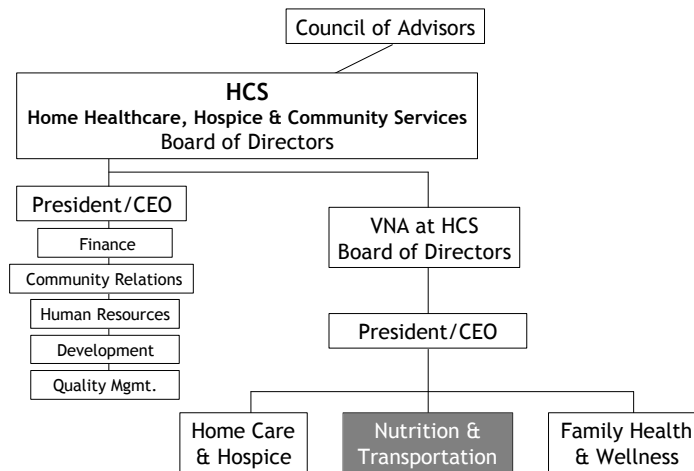 Council of Advisors
HCS
Home Healthcare, Hospice & Community Services
Board of Directors
President/CEO
Finance
Community Relations
Human Resources
Development
Quality Mgmt.
VNA at HCS
Board of Directors
President/CEO
Home Care
& Hospice
Nutrition &
Transportation
Family Health
& Wellness